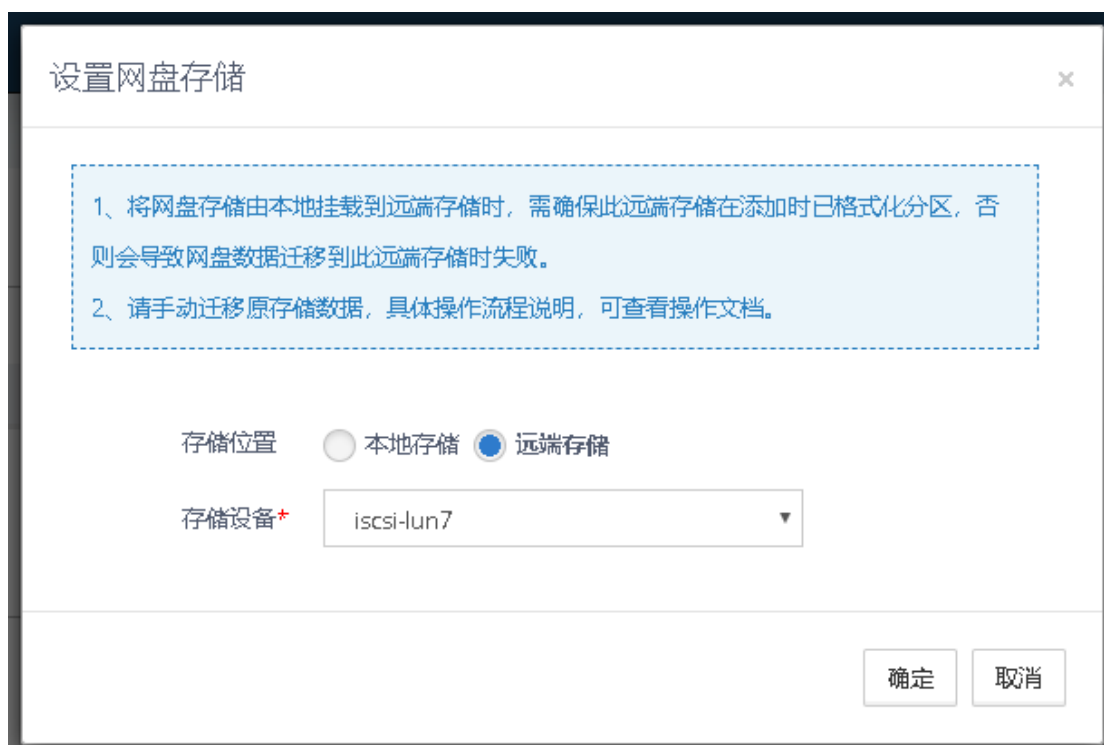 设置网盘存储
×
1、将网盘存储由本地挂载到远端存储时，需确保此远端存储在添加时已格式化分区，否
则会导致网盘数据迁移到此远端存储时失败。
2、请手动迁移原存储数据，具体操作流程说明，可查看操作文档。
存储位置 本地存储 远端存储
存储设备* iscsi-lun7
确定 取消